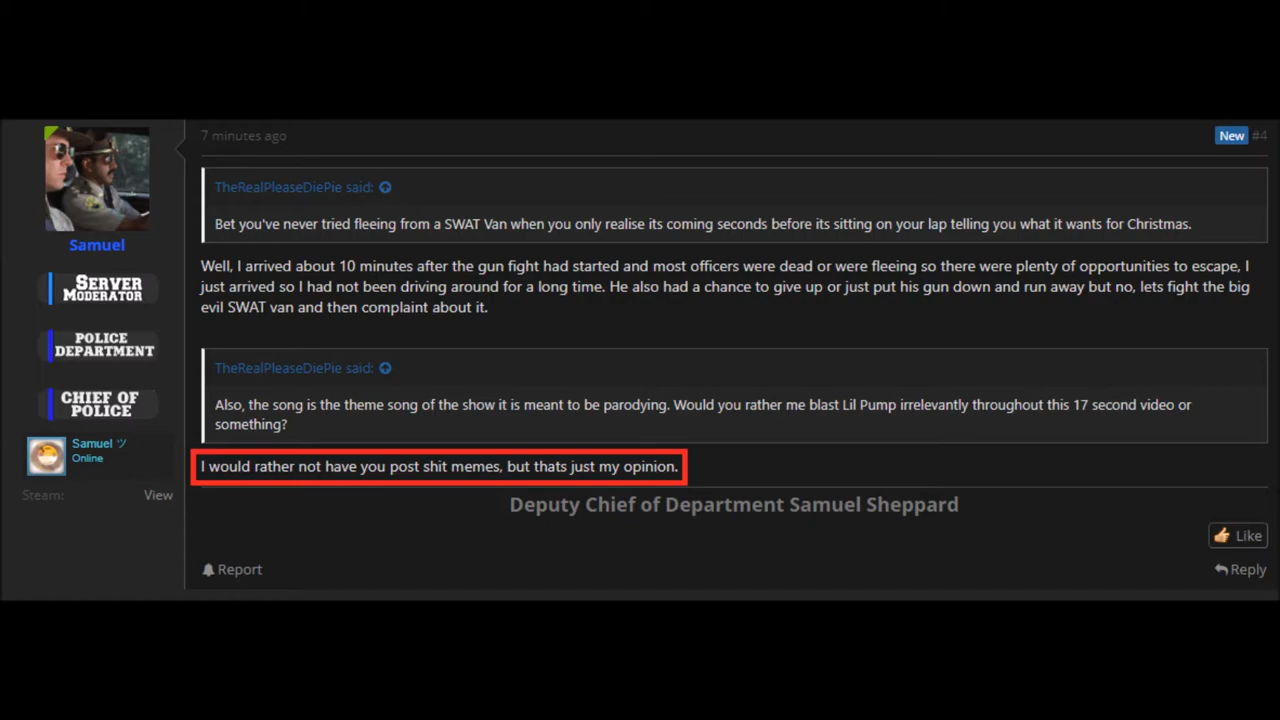 7 minutes ago
New #4
TheRealPleaseDiePie said:
Bet you've never tried fleeing from a SWAT Van when you only realise its coming seconds before its sitting on your lap telling you what it wants for Christmas.
Samuel
Well, I arrived about 10 minutes after the gun fight had started and most officers were dead or were fleeing so there were plenty of opportunities to escape, I
just arrived so I had not been driving around for a long time. He also had a chance to give up or just put his gun down and run away but no, lets fight the big
evil SWAT van and then complaint about it.
SERVER
MODERATOR
POLICE
DEPARTMENT
CHIEF OF
POLICE
Samuel ツ
Online
Steam: View
TheRealPleaseDiePie said:
Also, the song is the theme song of the show it is meant to be parodying. Would you rather me blast Lil Pump irrelevantly throughout this 17 second video or
something?
I would rather not have you post shit memes, but thats just my opinion.
Deputy Chief of Department Samuel Sheppard
Like
Report
Reply